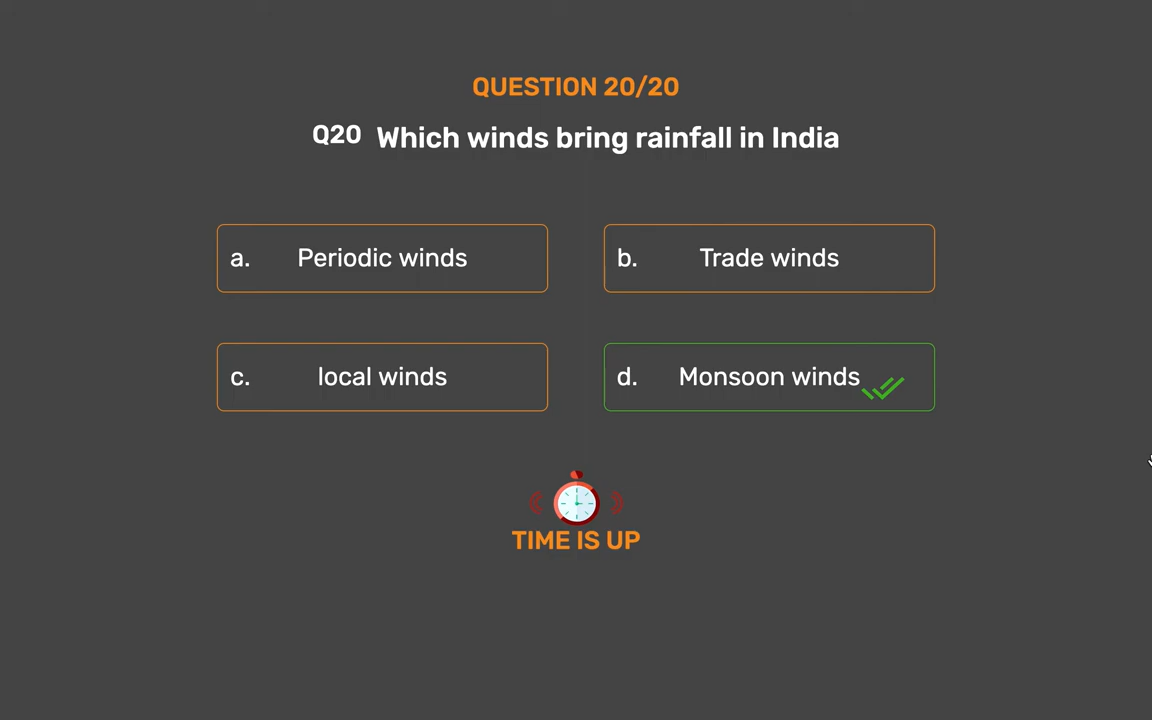 QUESTION 20/20
Q20 Which winds bring rainfall in India
a. Periodic winds
b. Trade winds
c. local winds
d. Monsoon winds
TIME IS UP